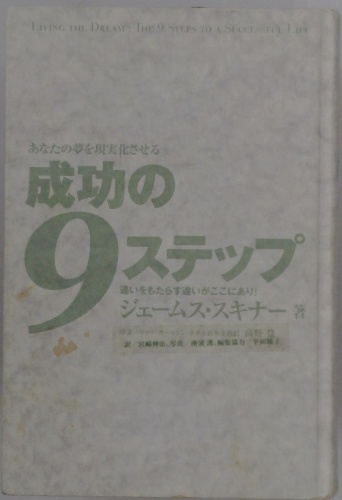 LIVING THE DREAM: THE 9 STEPS TO A SUCCESSFUL LIFE
あなたの夢を現実化させる
成功の
9ステップ
違いをもたらす違いがここにあり!
ジェームス・スキナー 著